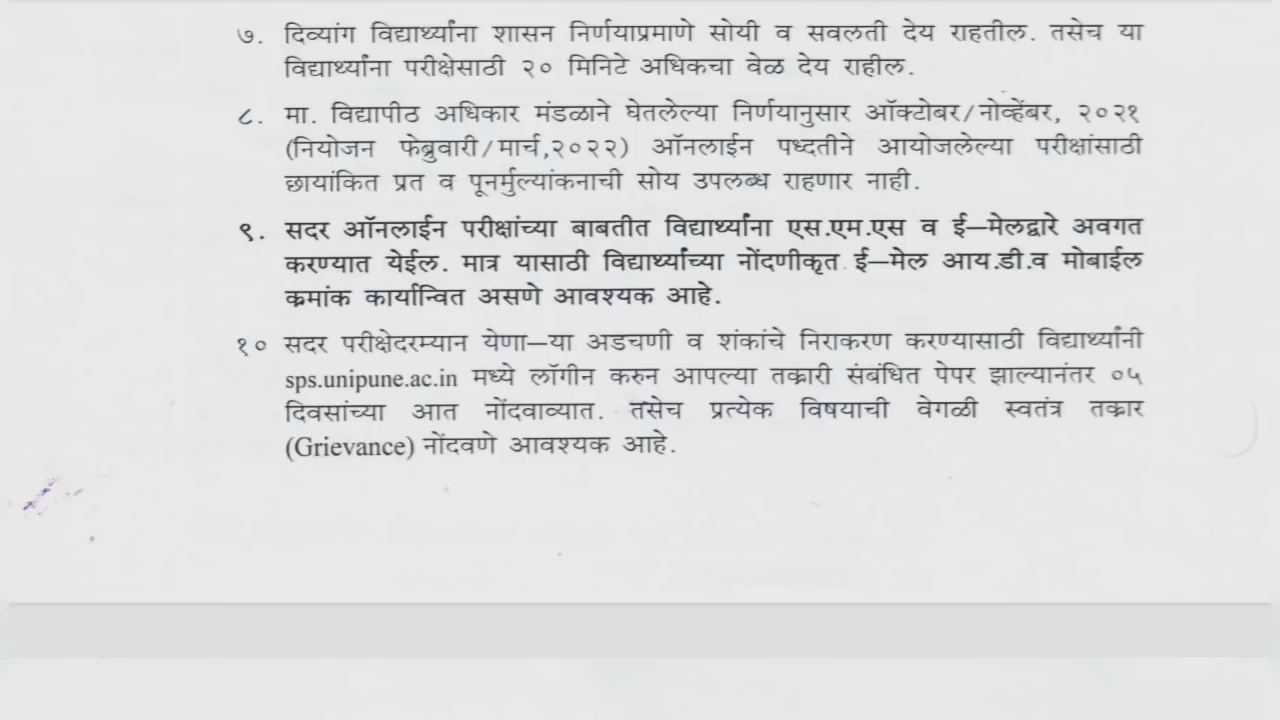 ७. दिव्यांग विद्यार्थ्यांना शासन निर्णयाप्रमाणे सोयी व सवलती देय राहतील. तसेच या
विद्यार्थ्यांना परीक्षेसाठी २० मिनिटे अधिकचा वेळ देय राहील.
८. मा. विद्यापीठ अधिकार मंडळाने घेतलेल्या निर्णयानुसार ऑक्टोबर/नोव्हेंबर, २०२१
(नियोजन फेब्रुवारी/मार्च,२०२२) ऑनलाईन पध्दतीने आयोजलेल्या परीक्षांसाठी
छायांकित प्रत व पूनर्मुल्यांकनाची सोय उपलब्ध राहणार नाही.
९. सदर ऑनलाईन परीक्षांच्या बाबतीत विद्यार्थ्यांना एस.एम.एस व ई–मेलद्वारे अवगत
करण्यात येईल. मात्र यासाठी विद्यार्थ्यांच्या नोंदणीकृत ई–मेल आय.डी.व मोबाईल
क्रमांक कार्यान्वित असणे आवश्यक आहे.
१० सदर परीक्षेदरम्यान येणा–या अडचणी व शंकांचे निराकरण करण्यासाठी विद्यार्थ्यांनी
sps.unipune.ac.in मध्ये लॉगीन करुन आपल्या तक्रारी संबंधित पेपर झाल्यानंतर ०५
दिवसांच्या आत नोंदवाव्यात. तसेच प्रत्येक विषयाची वेगळी स्वतंत्र तक्रार
(Grievance) नोंदवणे आवश्यक आहे.